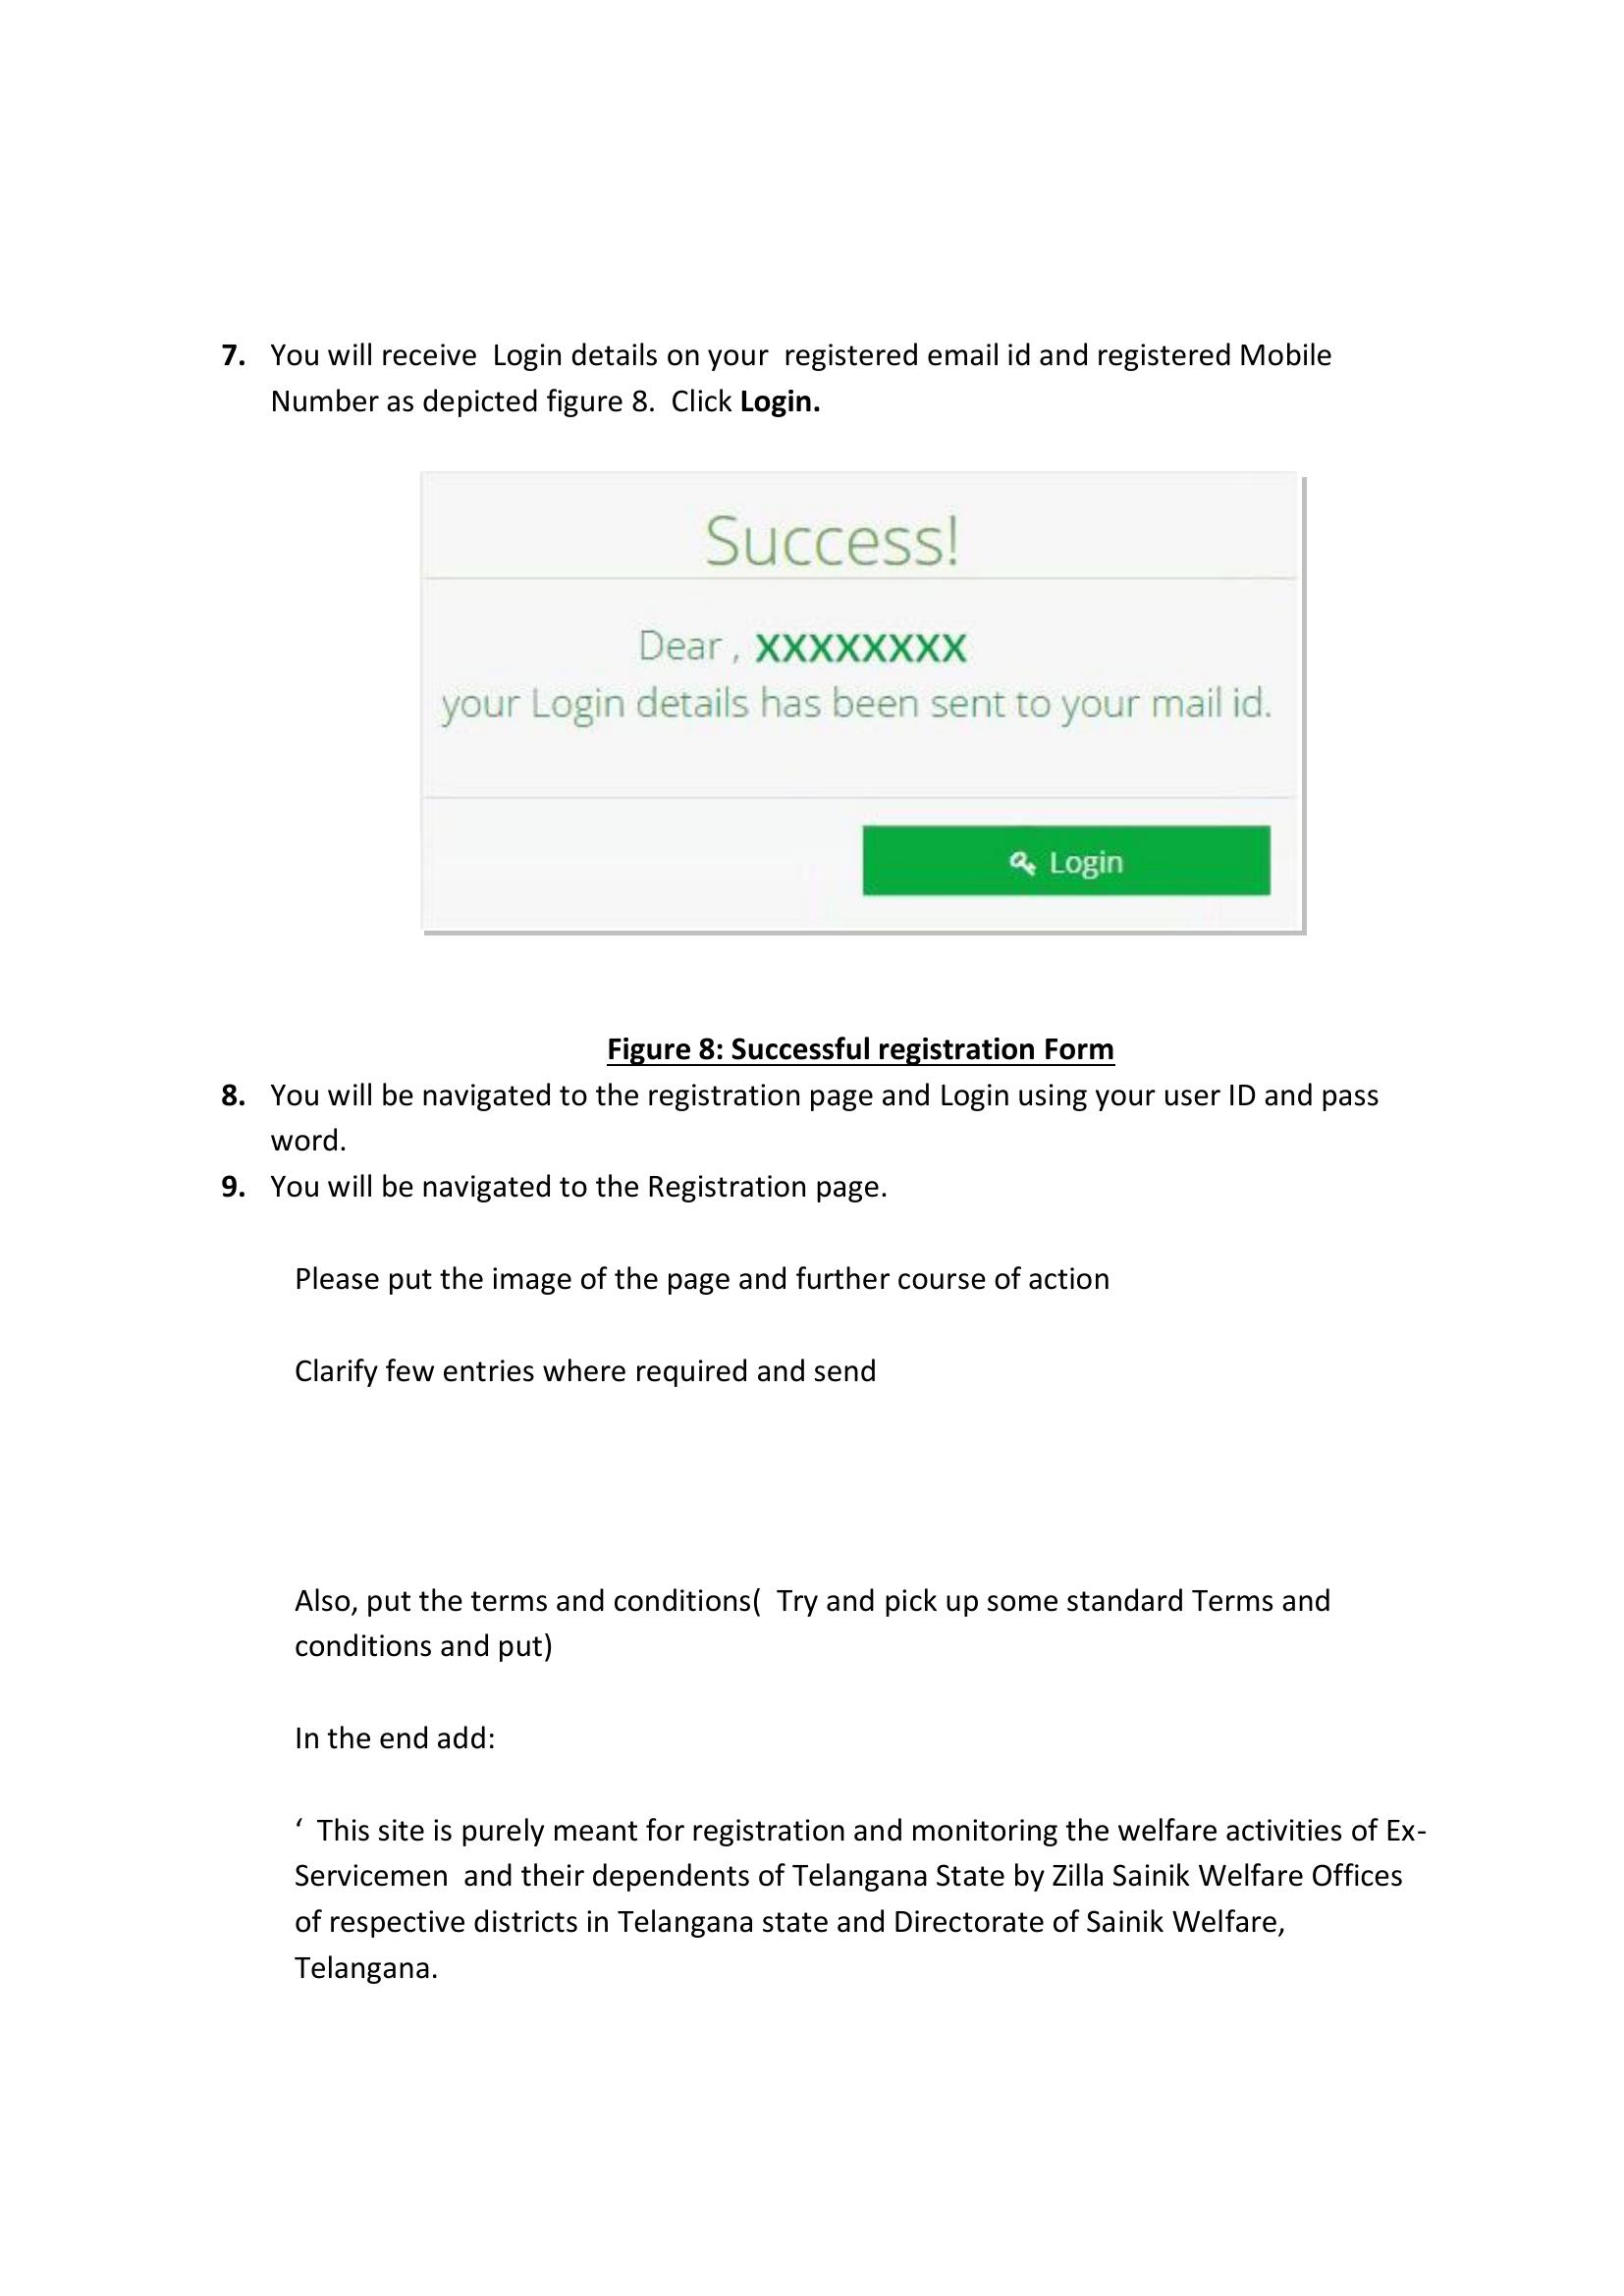 7. You will receive  Login details on your  registered email id and registered Mobile
Number as depicted figure 8.  Click Login.
Success!
Dear , XXXXXXXX
your Login details has been sent to your mail id.
Login
Figure 8: Successful registration Form
8. You will be navigated to the registration page and Login using your user ID and pass
word.
9. You will be navigated to the Registration page.
Please put the image of the page and further course of action
Clarify few entries where required and send
Also, put the terms and conditions(  Try and pick up some standard Terms and
conditions and put)
In the end add:
‘  This site is purely meant for registration and monitoring the welfare activities of Ex-
Servicemen  and their dependents of Telangana State by Zilla Sainik Welfare Offices
of respective districts in Telangana state and Directorate of Sainik Welfare,
Telangana.